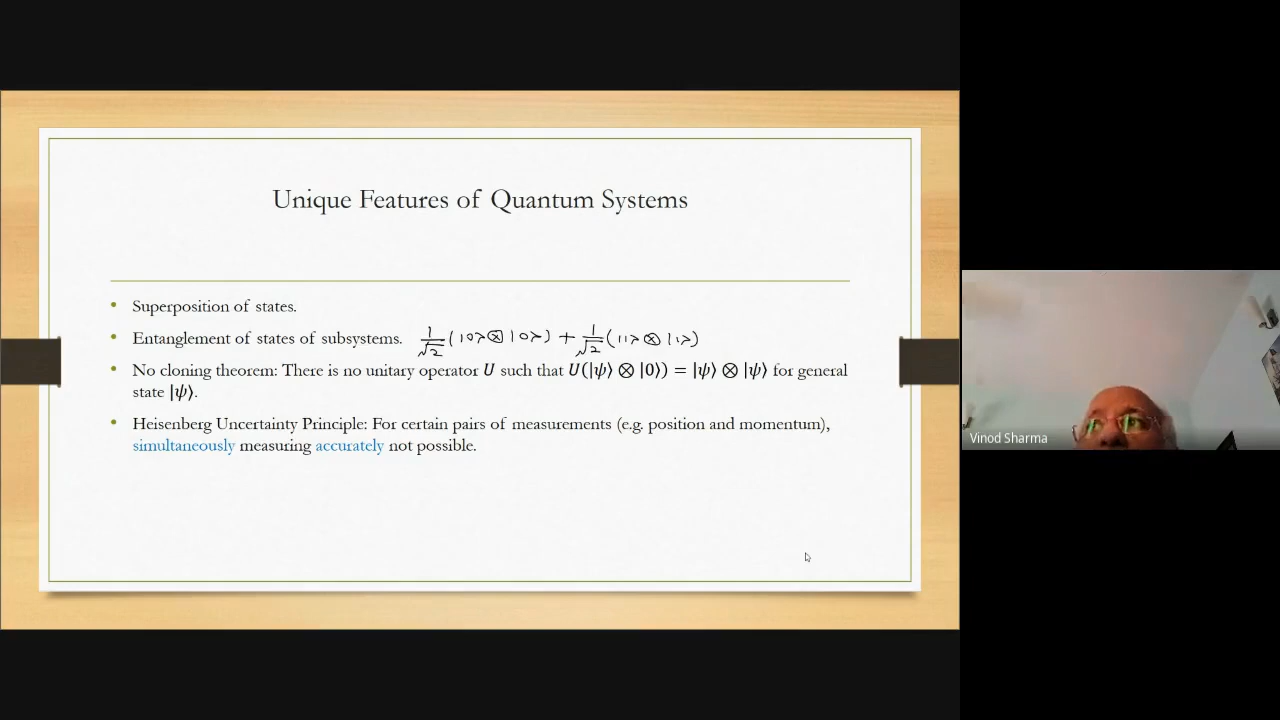 Unique Features of Quantum Systems
• Superposition of states.
• Entanglement of states of subsystems. 1/√2 (|0⟩⊗|0⟩) + 1/√2 (|1⟩⊗|1⟩)
• No cloning theorem: There is no unitary operator U such that U(|ψ⟩ ⊗ |0⟩) = |ψ⟩ ⊗ |ψ⟩ for general
state |ψ⟩.
• Heisenberg Uncertainty Principle: For certain pairs of measurements (e.g. position and momentum),
simultaneously measuring accurately not possible.
Vinod Sharma